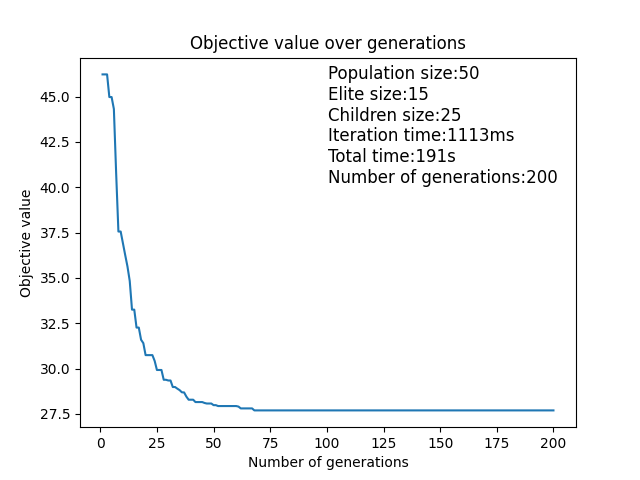 Objective value over generations
Population size:50
Elite size:15
Children size:25
Iteration time:1113ms
Total time:191s
Number of generations:200
45.0
42.5
40.0
37.5
35.0
32.5
30.0
27.5
Objective value
0 25 50 75 100 125 150 175 200
Number of generations